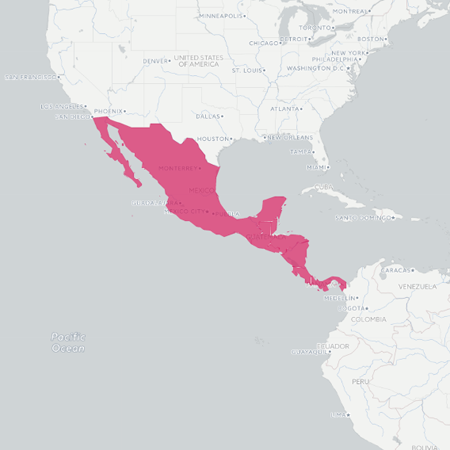 MONTREAL
MINNEAPOLIS
TORONTO
DETROIT
BOSTON
CHICAGO
NEW YORK
PHILADELPHIA
UNITED STATES
OF AMERICA
DENVER
WASHINGTON D.C.
ST. LOUIS
SAN FRANCISCO
LOS ANGELES
PHOENIX
ATLANTA
SAN DIEGO
DALLAS
HOUSTON
NEW ORLEANS
TAMPA
MIAMI
MONTERREY
Cuba
MEXICO
GUADALAJARA
MEXICO CITY
PUEBLA
SANTO DOMINGO
CARACAS
VENEZUELA
MEDELLIN
BOGOTA
COLOMBIA
Pacific
Ocean
ECUADOR
GUAYAQUIL
PERU
LIMA
BOLIVIA